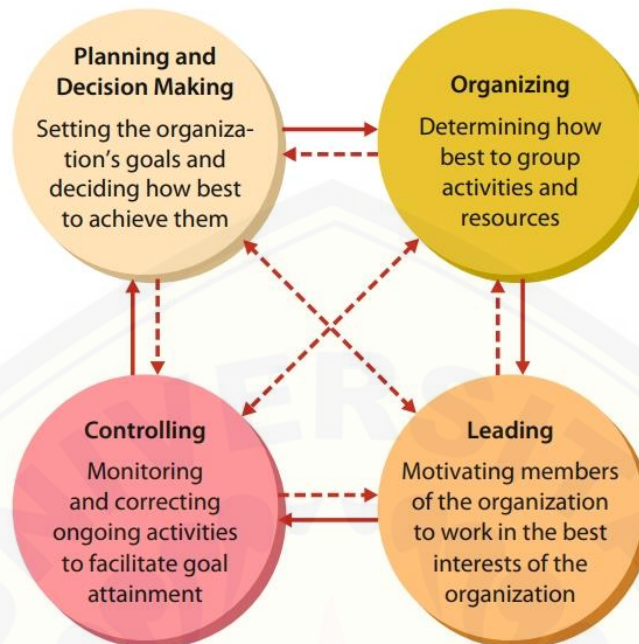 Planning and
Decision Making
Setting the organiza-
tion's goals and
deciding how best
to achieve them
Organizing
Determining how
best to group
activities and
resources
Controlling
Monitoring
and correcting
ongoing activities
to facilitate goal
attainment
Leading
Motivating members
of the organization
to work in the best
interests of the
organization